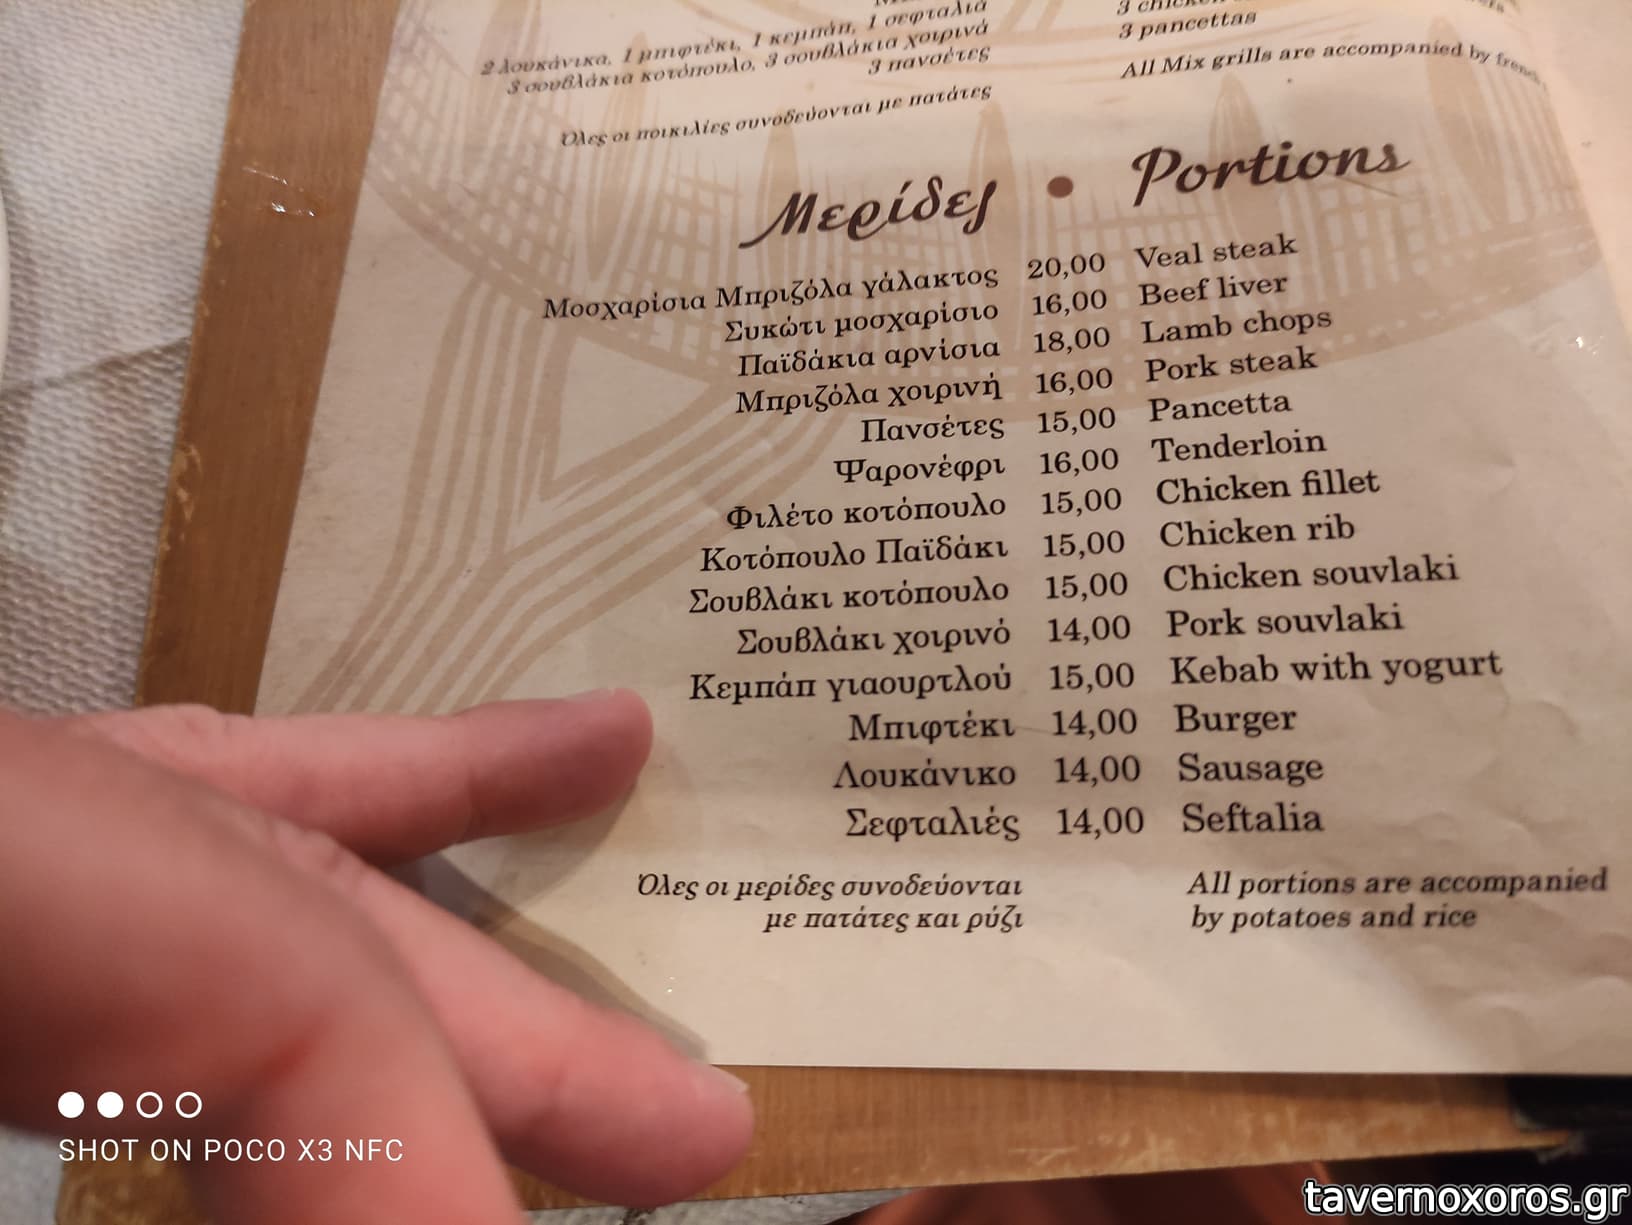 2 λουκάνικα, 1 μπιφτέκι, 1 κεμπάπ, 1 σεφταλιά
3 σουβλάκια κοτόπουλο, 3 σουβλάκια χοιρινά
3 πανσέτες
Όλες οι ποικιλίες συνοδεύονται με πατάτες
3 chicken
3 pancettas
All Mix grills are accompanied by french
Μερίδες • Portions
Μοσχαρίσια Μπριζόλα γάλακτος 20,00 Veal steak
Συκώτι μοσχαρίσιο 16,00 Beef liver
Παϊδάκια αρνίσια 18,00 Lamb chops
Μπριζόλα χοιρινή 16,00 Pork steak
Πανσέτες 15,00 Pancetta
Ψαρονέφρι 16,00 Tenderloin
Φιλέτο κοτόπουλο 15,00 Chicken fillet
Κοτόπουλο Παϊδάκι 15,00 Chicken rib
Σουβλάκι κοτόπουλο 15,00 Chicken souvlaki
Σουβλάκι χοιρινό 14,00 Pork souvlaki
Κεμπάπ γιαουρτλού 15,00 Kebab with yogurt
Μπιφτέκι 14,00 Burger
Λουκάνικο 14,00 Sausage
Σεφταλιές 14,00 Seftalia
Όλες οι μερίδες συνοδεύονται
με πατάτες και ρύζι
All portions are accompanied
by potatoes and rice
SHOT ON POCO X3 NFC
tavernoxoros.gr